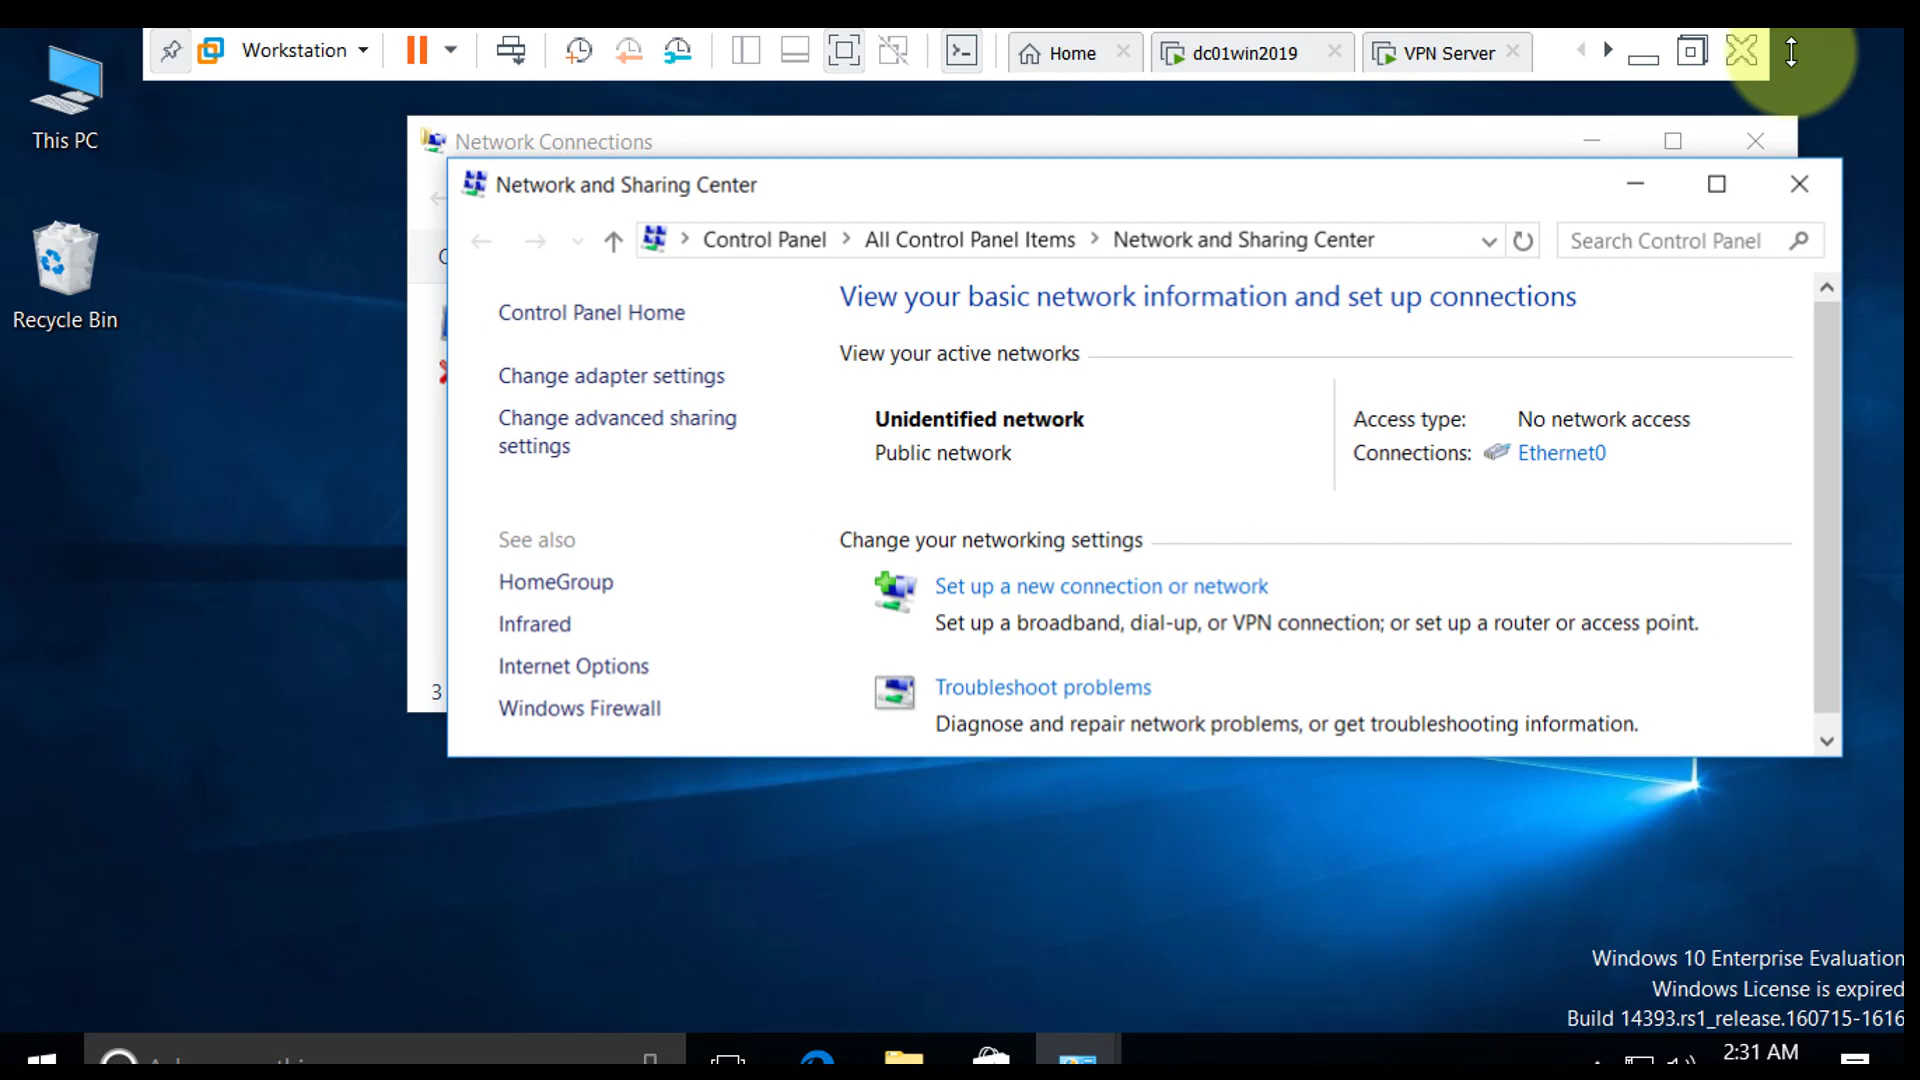 Workstation
Home
dc01win2019
VPN Server
This PC
Recycle Bin
Network Connections
Network and Sharing Center
Control Panel
All Control Panel Items
Network and Sharing Center
Search Control Panel
Control Panel Home
Change adapter settings
Change advanced sharing
settings
See also
HomeGroup
Infrared
Internet Options
Windows Firewall
3
View your basic network information and set up connections
View your active networks
Unidentified network
Public network
Access type: No network access
Connections: Ethernet0
Change your networking settings
Set up a new connection or network
Set up a broadband, dial-up, or VPN connection; or set up a router or access point.
Troubleshoot problems
Diagnose and repair network problems, or get troubleshooting information.
Windows 10 Enterprise Evaluation
Windows License is expired
Build 14393.rs1_release.160715-1616
2:31 AM